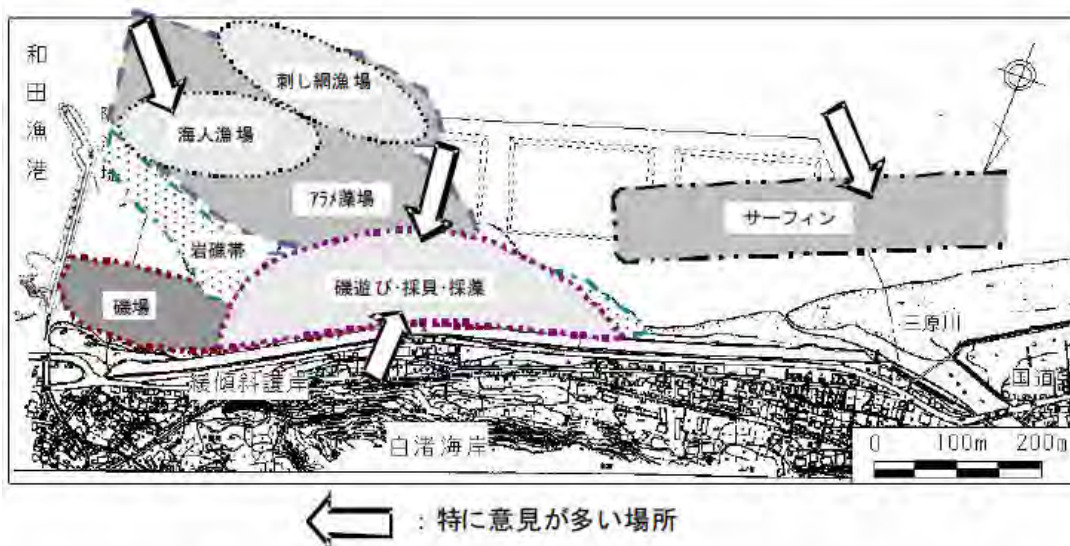 和田漁港
刺し網漁場
海人漁場
アラメ藻場
サーフィン
岩礁帯
磯遊び・採貝・採藻
磯場
三原川
緩傾斜護岸
白渚海岸
0 100m 200m
：特に意見が多い場所